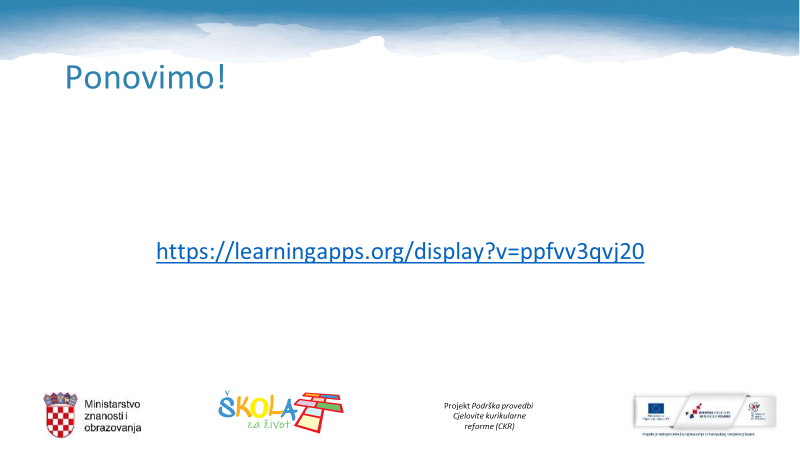 Ponovimo!
https://learningapps.org/display?v=ppfvv3qvj20
Ministarstvo
znanosti i
obrazovanja
ŠKOLA
za život
Projekt Podrška provedbi
Cjelovite kurikularne
reforme (CKR)